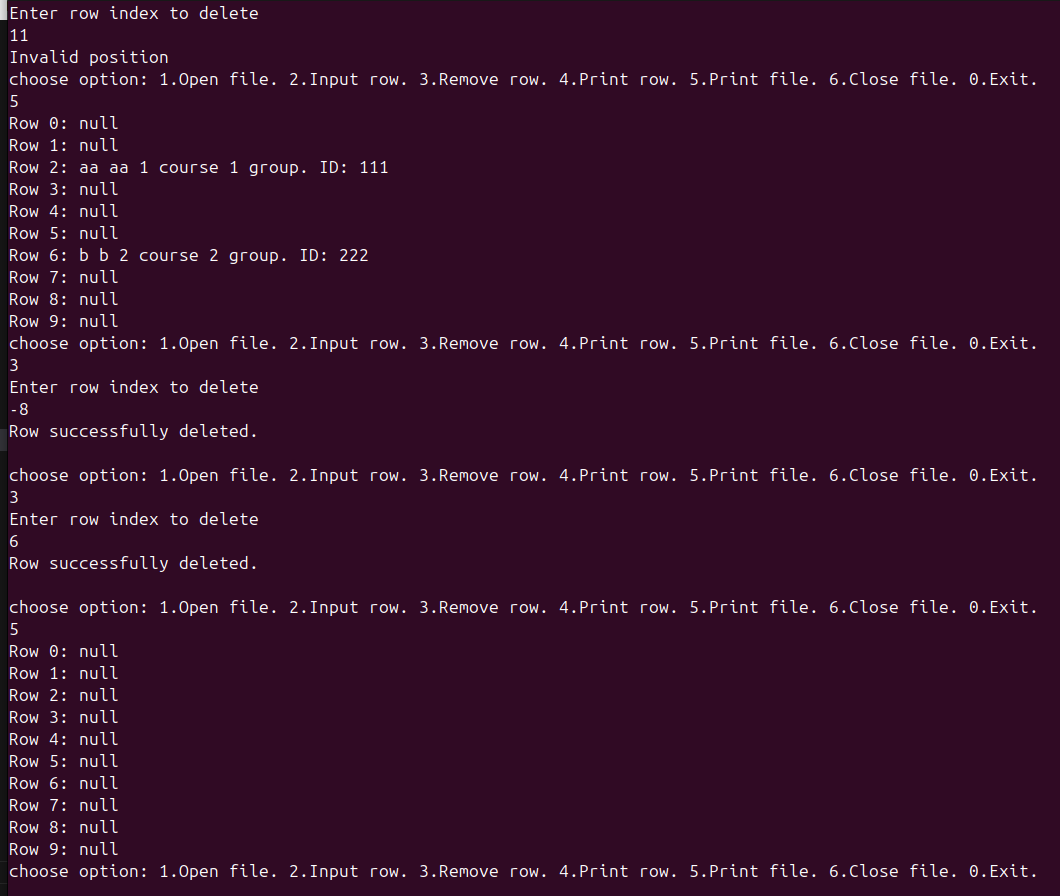 Enter row index to delete
11
Invalid position
choose option: 1.Open file. 2.Input row. 3.Remove row. 4.Print row. 5.Print file. 6.Close file. 0.Exit.
5
Row 0: null
Row 1: null
Row 2: aa aa 1 course 1 group. ID: 111
Row 3: null
Row 4: null
Row 5: null
Row 6: b b 2 course 2 group. ID: 222
Row 7: null
Row 8: null
Row 9: null
choose option: 1.Open file. 2.Input row. 3.Remove row. 4.Print row. 5.Print file. 6.Close file. 0.Exit.
3
Enter row index to delete
-8
Row successfully deleted.

choose option: 1.Open file. 2.Input row. 3.Remove row. 4.Print row. 5.Print file. 6.Close file. 0.Exit.
3
Enter row index to delete
6
Row successfully deleted.

choose option: 1.Open file. 2.Input row. 3.Remove row. 4.Print row. 5.Print file. 6.Close file. 0.Exit.
5
Row 0: null
Row 1: null
Row 2: null
Row 3: null
Row 4: null
Row 5: null
Row 6: null
Row 7: null
Row 8: null
Row 9: null
choose option: 1.Open file. 2.Input row. 3.Remove row. 4.Print row. 5.Print file. 6.Close file. 0.Exit.